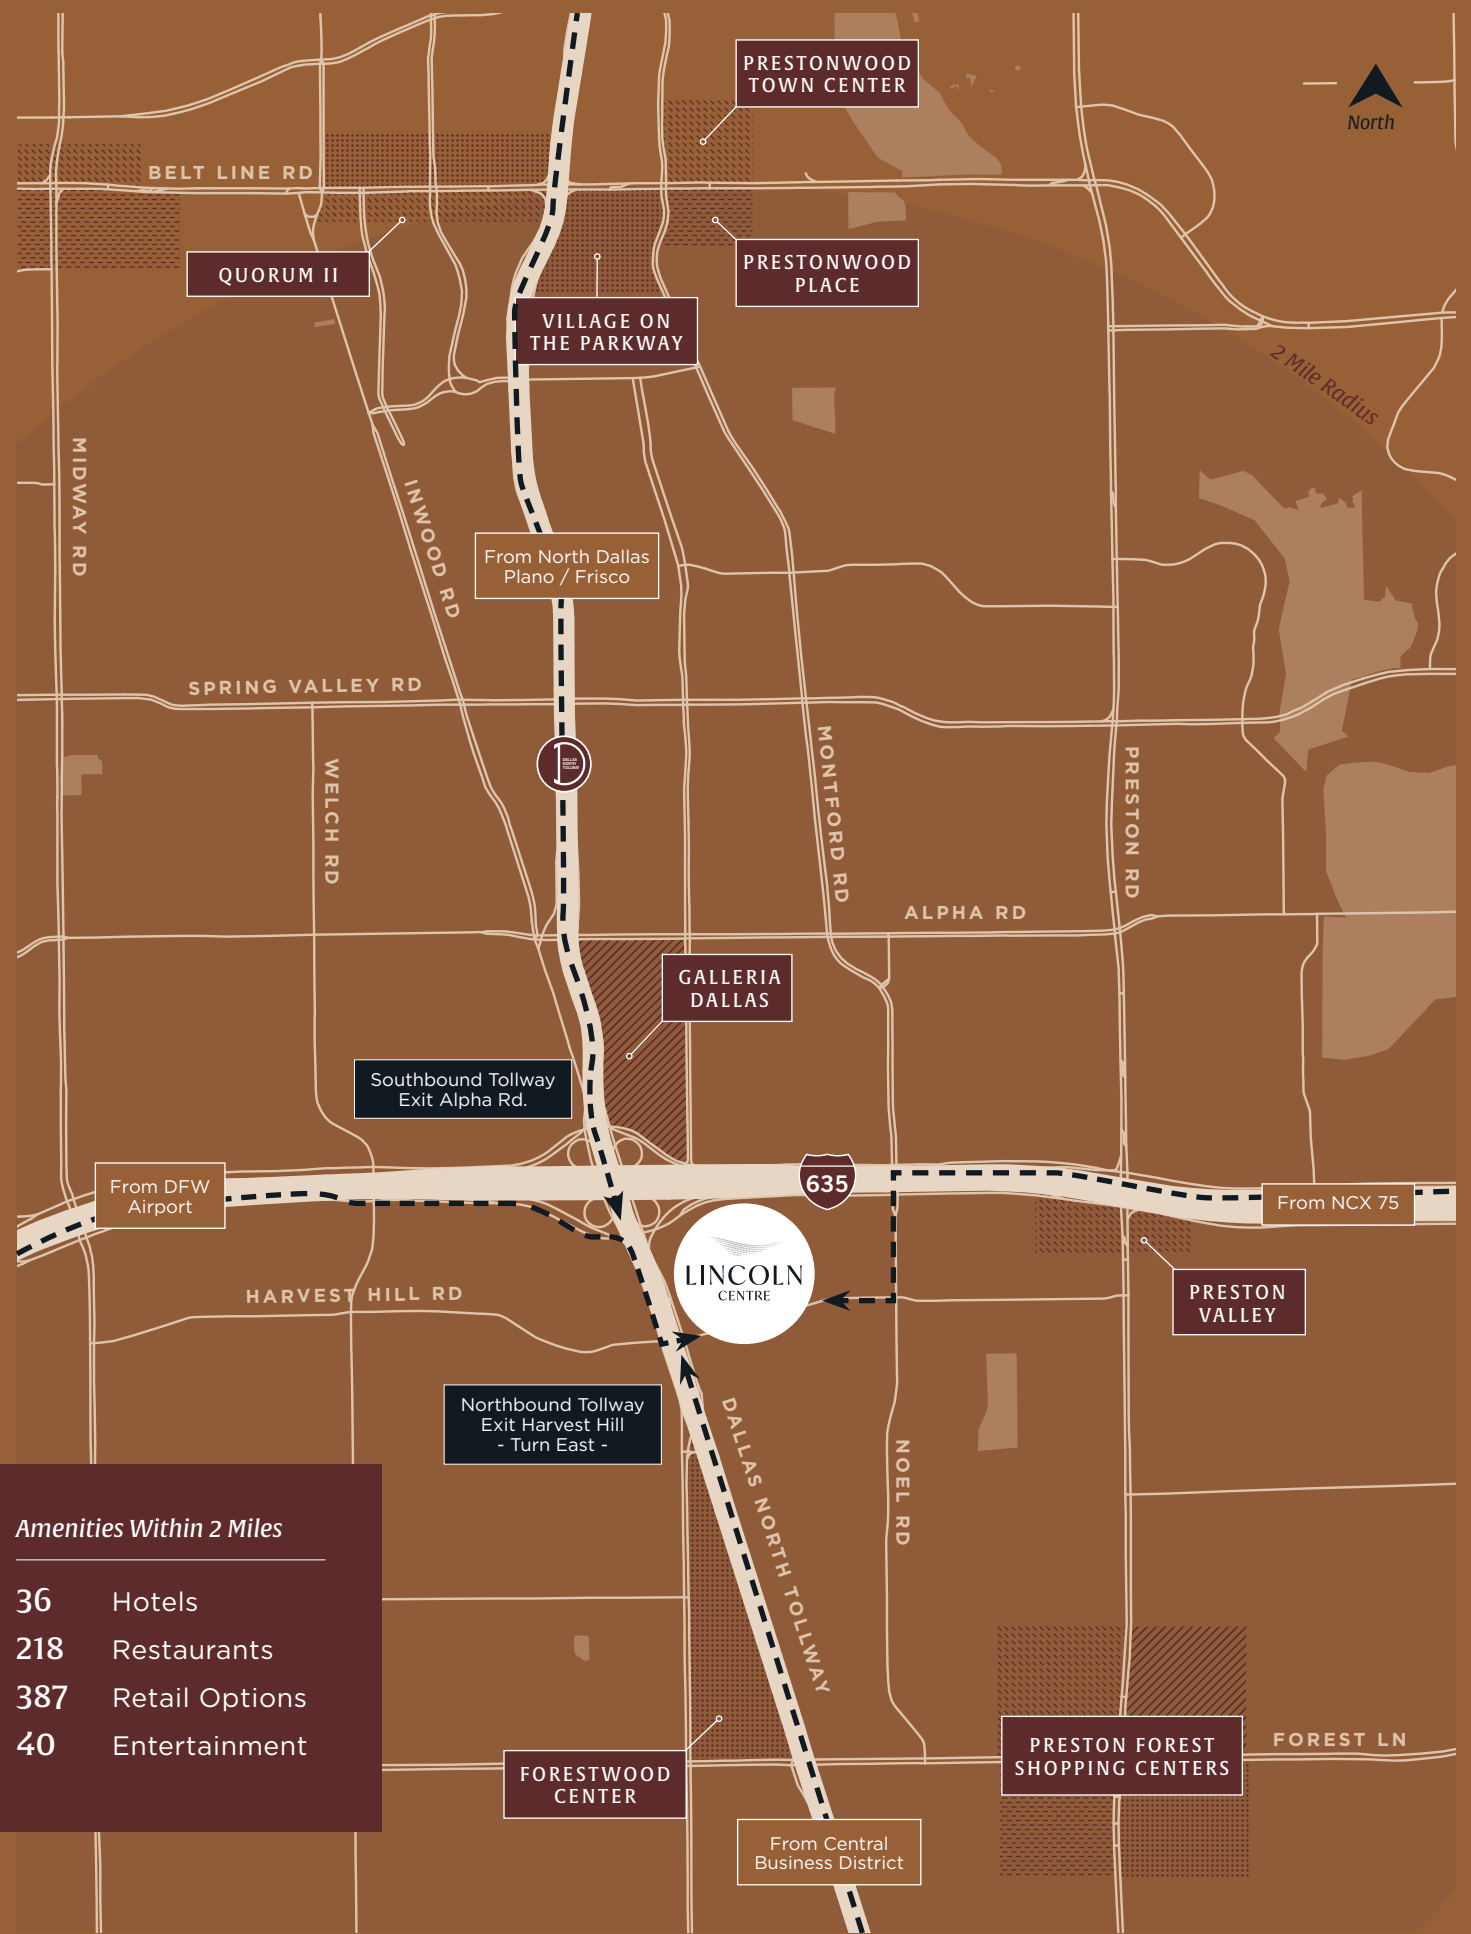 PRESTONWOOD
TOWN CENTER
North
BELT LINE RD
QUORUM II
PRESTONWOOD
PLACE
VILLAGE ON
THE PARKWAY
2 Mile Radius
MIDWAY RD
INWOOD RD
From North Dallas
Plano / Frisco
SPRING VALLEY RD
DALLAS
NORTH
TOLLWAY
WELCH RD
MONTFORD RD
PRESTON RD
ALPHA RD
GALLERIA
DALLAS
Southbound Tollway
Exit Alpha Rd.
From DFW
Airport
635
From NCX 75
LINCOLN
CENTRE
HARVEST HILL RD
PRESTON
VALLEY
Northbound Tollway
Exit Harvest Hill
- Turn East -
DALLAS NORTH TOLLWAY
NOEL RD
Amenities Within 2 Miles
36 Hotels
218 Restaurants
387 Retail Options
40 Entertainment
FORESTWOOD
CENTER
PRESTON FOREST
SHOPPING CENTERS
FOREST LN
From Central
Business District